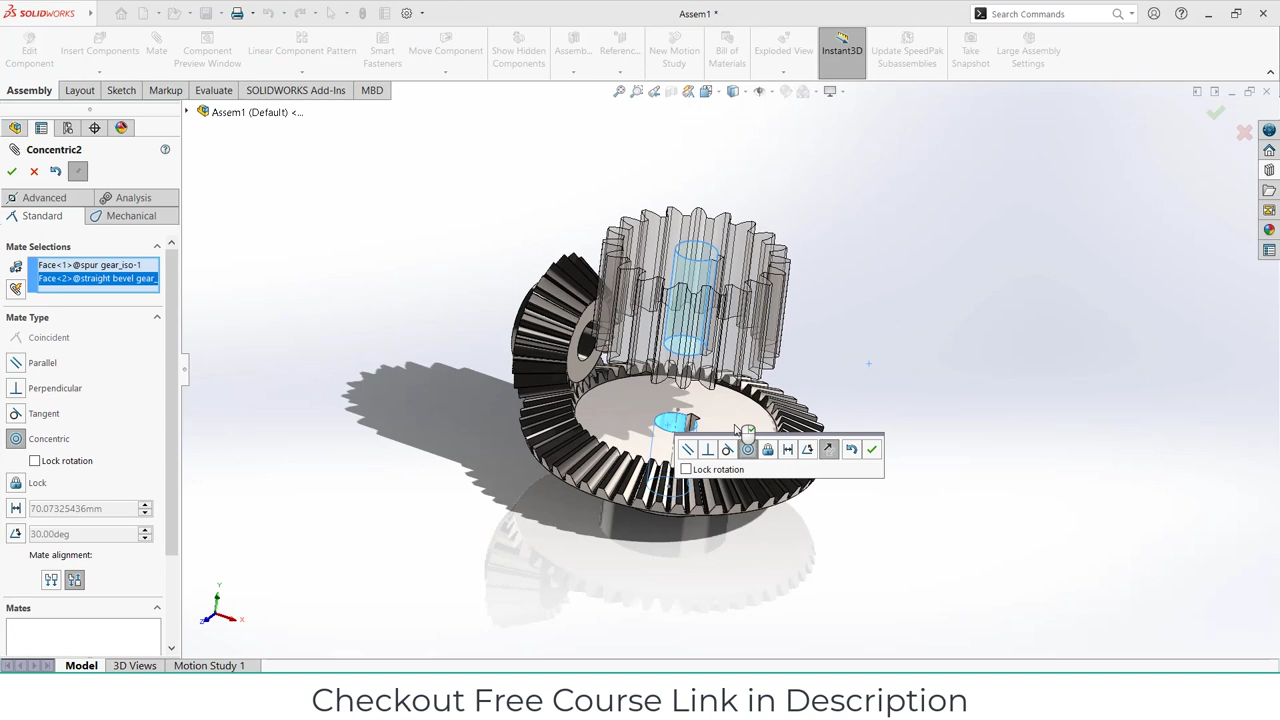 SOLIDWORKS
Assem1 *
Search Commands
Edit Component
Insert Components
Mate
Component Preview Window
Linear Component Pattern
Smart Fasteners
Move Component
Show Hidden Components
Assemb...
Referenc...
New Motion Study
Bill of Materials
Exploded View
Instant3D
Update SpeedPak Subassemblies
Take Snapshot
Large Assembly Settings
Assembly
Layout
Sketch
Markup
Evaluate
SOLIDWORKS Add-Ins
MBD
Assem1 (Default) <...
Concentric2
Advanced
Analysis
Standard
Mechanical
Mate Selections
Face<1>@spur gear_iso-1
Face<2>@straight bevel gear_
Mate Type
Coincident
Parallel
Perpendicular
Tangent
Concentric
Lock rotation
Lock
70.07325436mm
30.00deg
Mate alignment:
Mates
Lock rotation
Y
X
Z
Model
3D Views
Motion Study 1
Checkout Free Course Link in Description